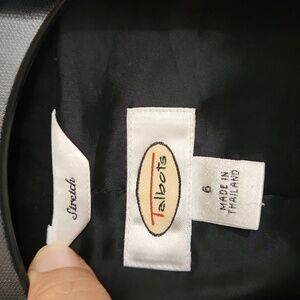 Stretch
Talbots
6
MADE IN
THAILAND